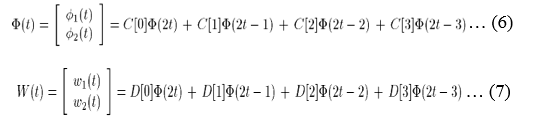 Φ(t) = [ ϕ₁(t) ϕ₂(t) ] = C[0]Φ(2t) + C[1]Φ(2t − 1) + C[2]Φ(2t − 2) + C[3]Φ(2t − 3) ... (6)
W(t) = [ w₁(t) w₂(t) ] = D[0]Φ(2t) + D[1]Φ(2t − 1) + D[2]Φ(2t − 2) + D[3]Φ(2t − 3) ... (7)